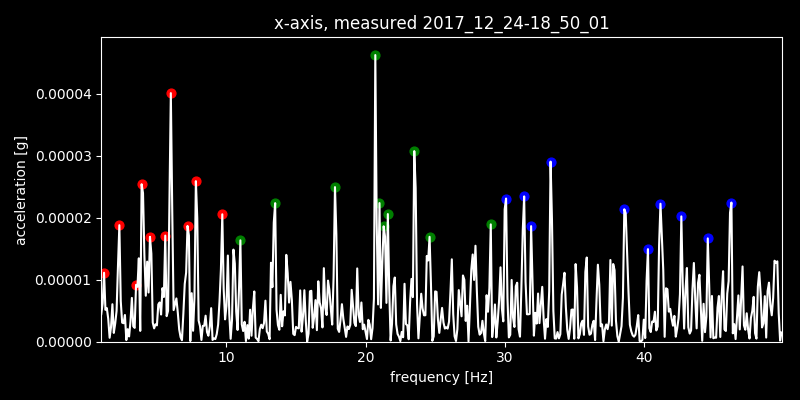 x-axis, measured 2017_12_24-18_50_01
acceleration [g]
0.00004
0.00003
0.00002
0.00001
0.00000
10 20 30 40
frequency [Hz]